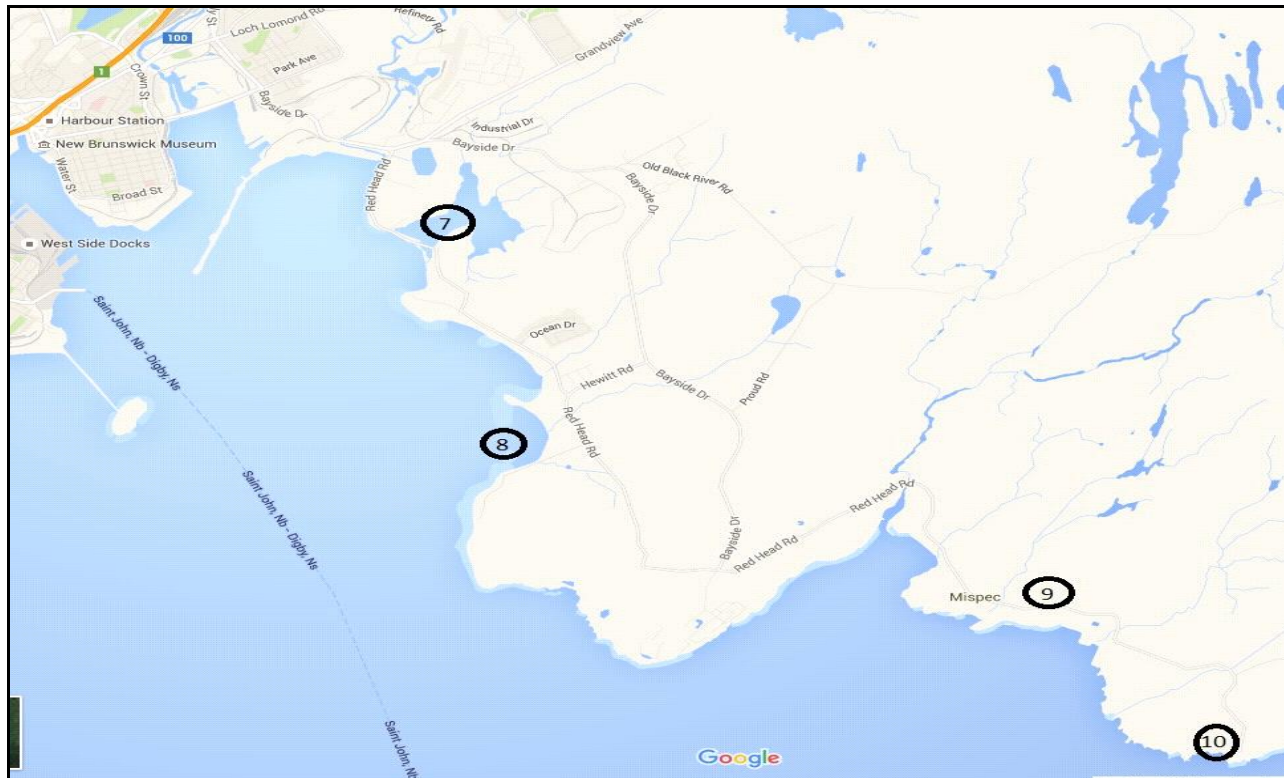 Refinery Rd
Loch Lomond Rd
100
Grandview Ave
Park Ave
1
Crown St
Bayside Dr
Harbour Station
Industrial Dr
New Brunswick Museum
Bayside Dr
Old Black River Rd
Water St
Broad St
Red Head Rd
Bayside Dr
7
West Side Docks
Saint John, Nb - Digby, Ns
Ocean Dr
Hewitt Rd
Bayside Dr
Proud Rd
Red Head Rd
8
Saint John, Nb - Digby, Ns
Red Head Rd
Bayside Dr
Red Head Rd
Mispec
9
Saint John, Nb
10
Google